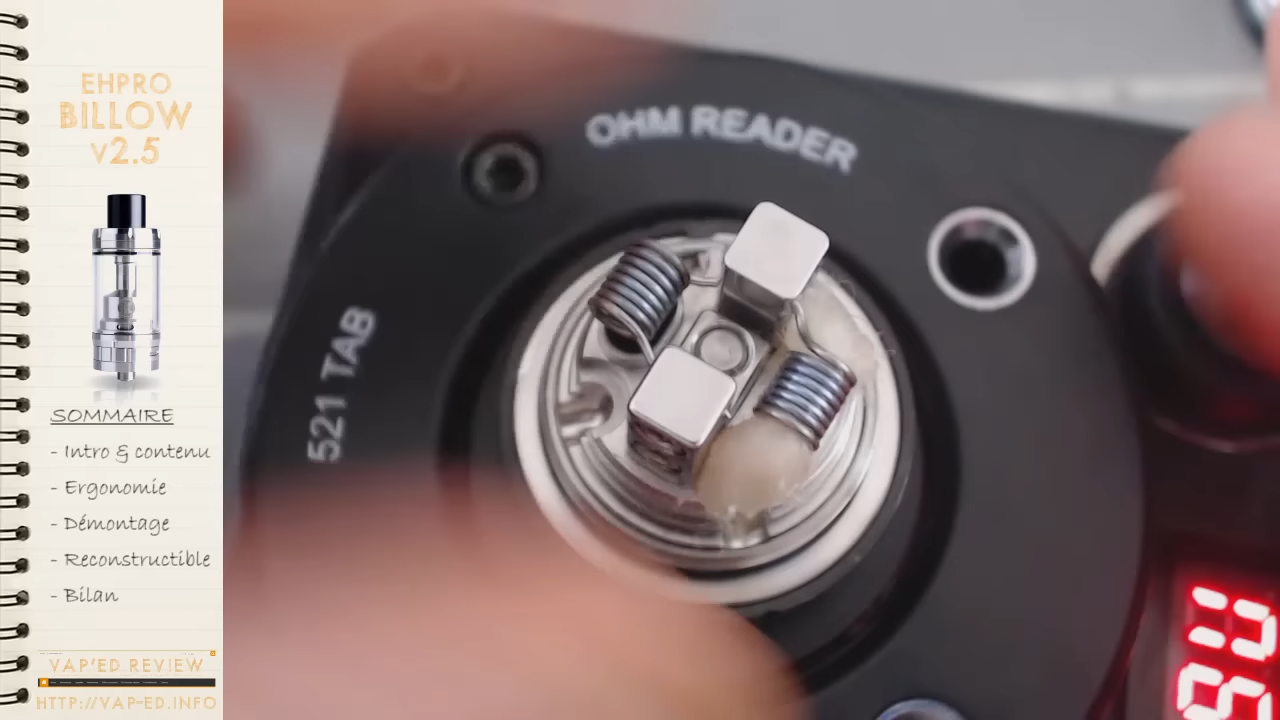 EHPRO
BILLOW
v2.5
SOMMAIRE
- Intro & contenu
- Ergonomie
- Démontage
- Reconstructible
- Bilan
VAP'ED REVIEW
HTTP://VAP-ED.INFO
OHM READER
521 TAB